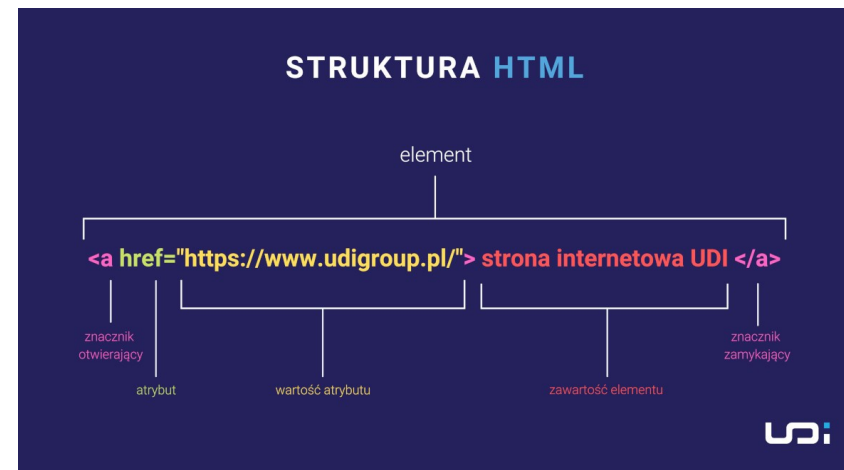 STRUKTURA HTML
element
<a href="https://www.udigroup.pl/"> strona internetowa UDI </a>
znacznik
otwierający
atrybut
wartość atrybutu
zawartość elementu
znacznik
zamykający
UDi